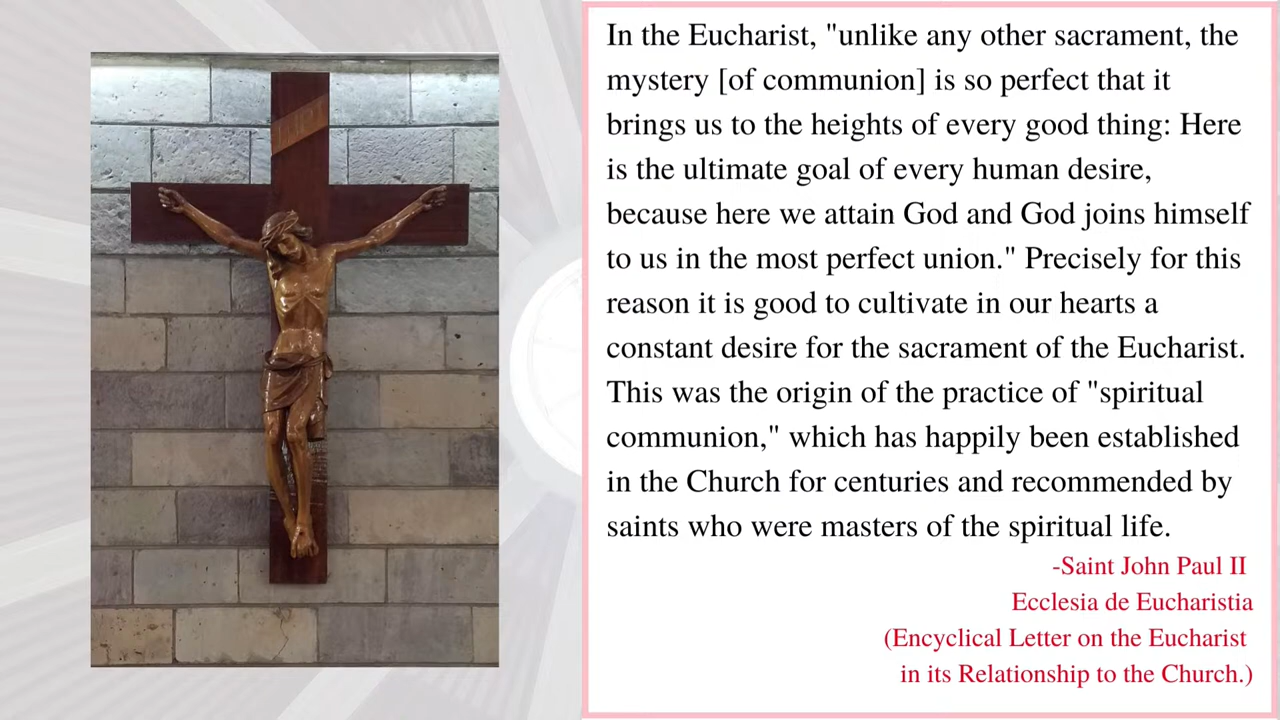 INRI
In the Eucharist, "unlike any other sacrament, the
mystery [of communion] is so perfect that it
brings us to the heights of every good thing: Here
is the ultimate goal of every human desire,
because here we attain God and God joins himself
to us in the most perfect union." Precisely for this
reason it is good to cultivate in our hearts a
constant desire for the sacrament of the Eucharist.
This was the origin of the practice of "spiritual
communion," which has happily been established
in the Church for centuries and recommended by
saints who were masters of the spiritual life.
-Saint John Paul II
Ecclesia de Eucharistia
(Encyclical Letter on the Eucharist
in its Relationship to the Church.)